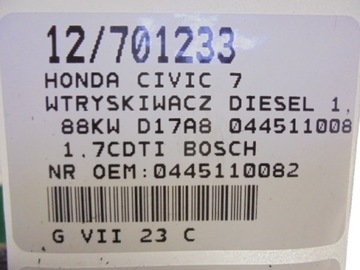 12/701233
HONDA CIVIC 7
WTRYSKIWACZ DIESEL 1,
88KW D17A8 044511008
1,7CDTI BOSCH
NR OEM:0445110082
G VII 23 C